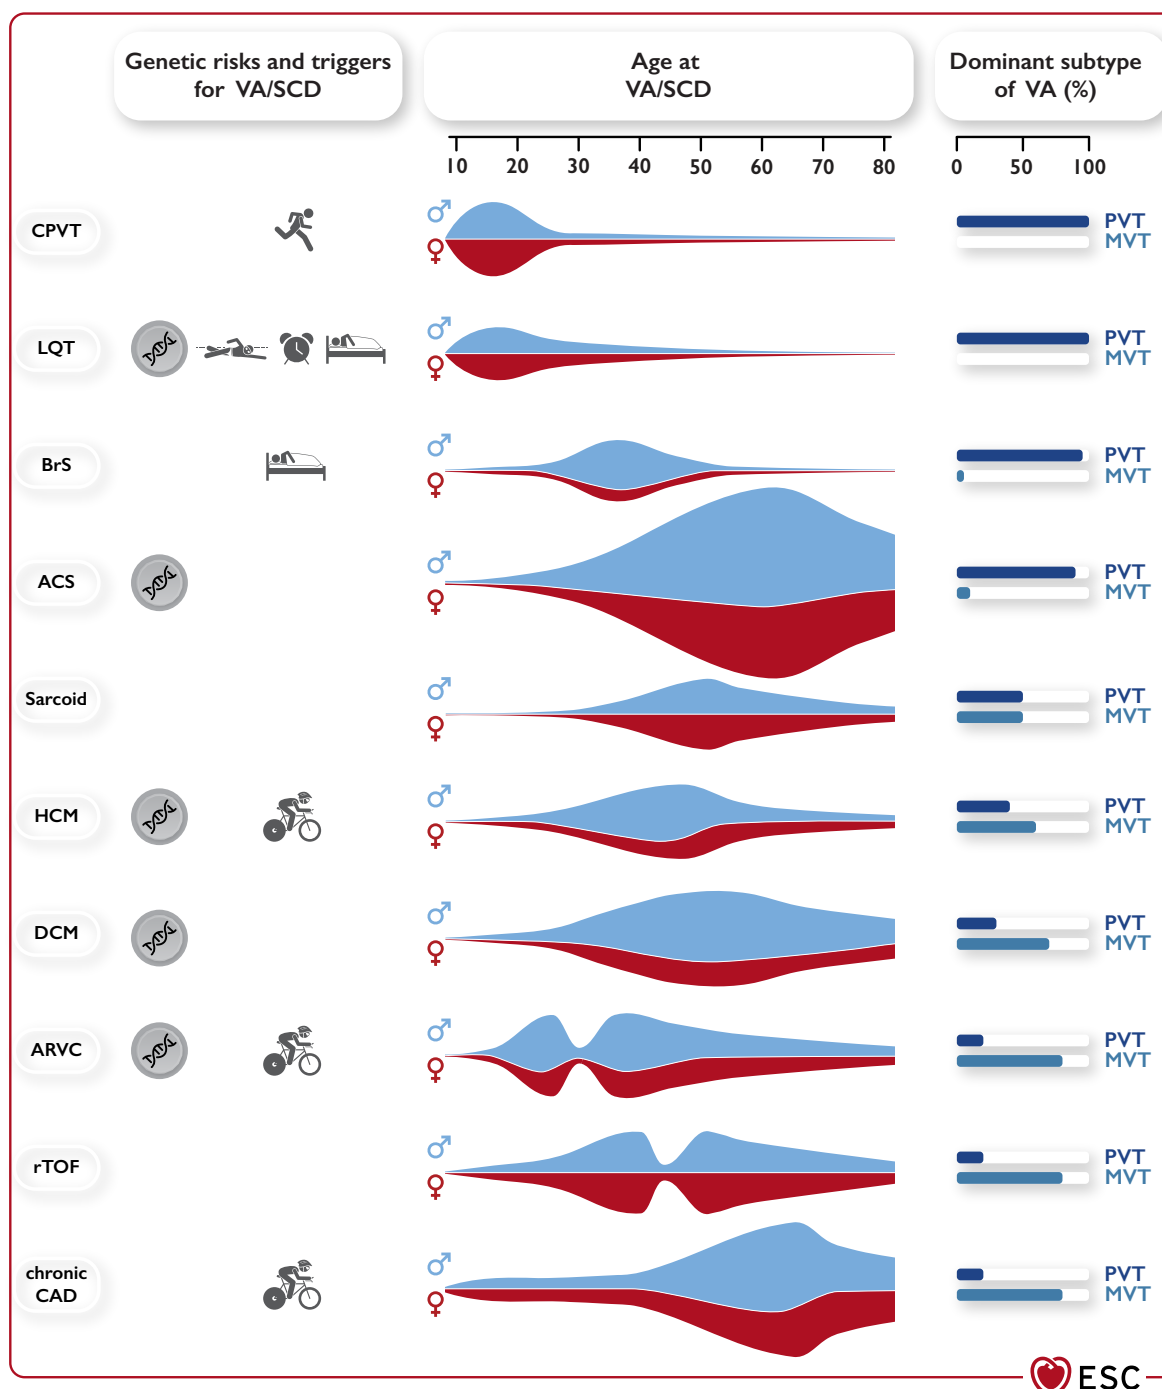 Genetic risks and triggers
for VA/SCD
Age at
VA/SCD
Dominant subtype
of VA (%)
10 20 30 40 50 60 70 80
0 50 100
CPVT
♂
♀
PVT
MVT
LQT
♂
♀
PVT
MVT
BrS
♂
♀
PVT
MVT
ACS
♂
♀
PVT
MVT
Sarcoid
♂
♀
PVT
MVT
HCM
♂
♀
PVT
MVT
DCM
♂
♀
PVT
MVT
ARVC
♂
♀
PVT
MVT
rTOF
♂
♀
PVT
MVT
chronic
CAD
♂
♀
PVT
MVT
ESC